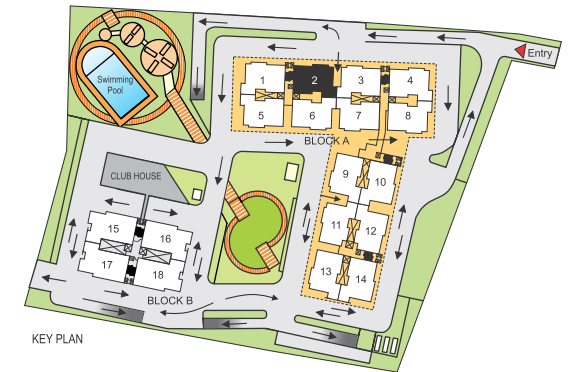 Entry
Swimming
Pool
1 2 3 4
5 6 7 8
BLOCK A
9 10
CLUB HOUSE
11 12
15 16
17 18
13 14
BLOCK B
KEY PLAN